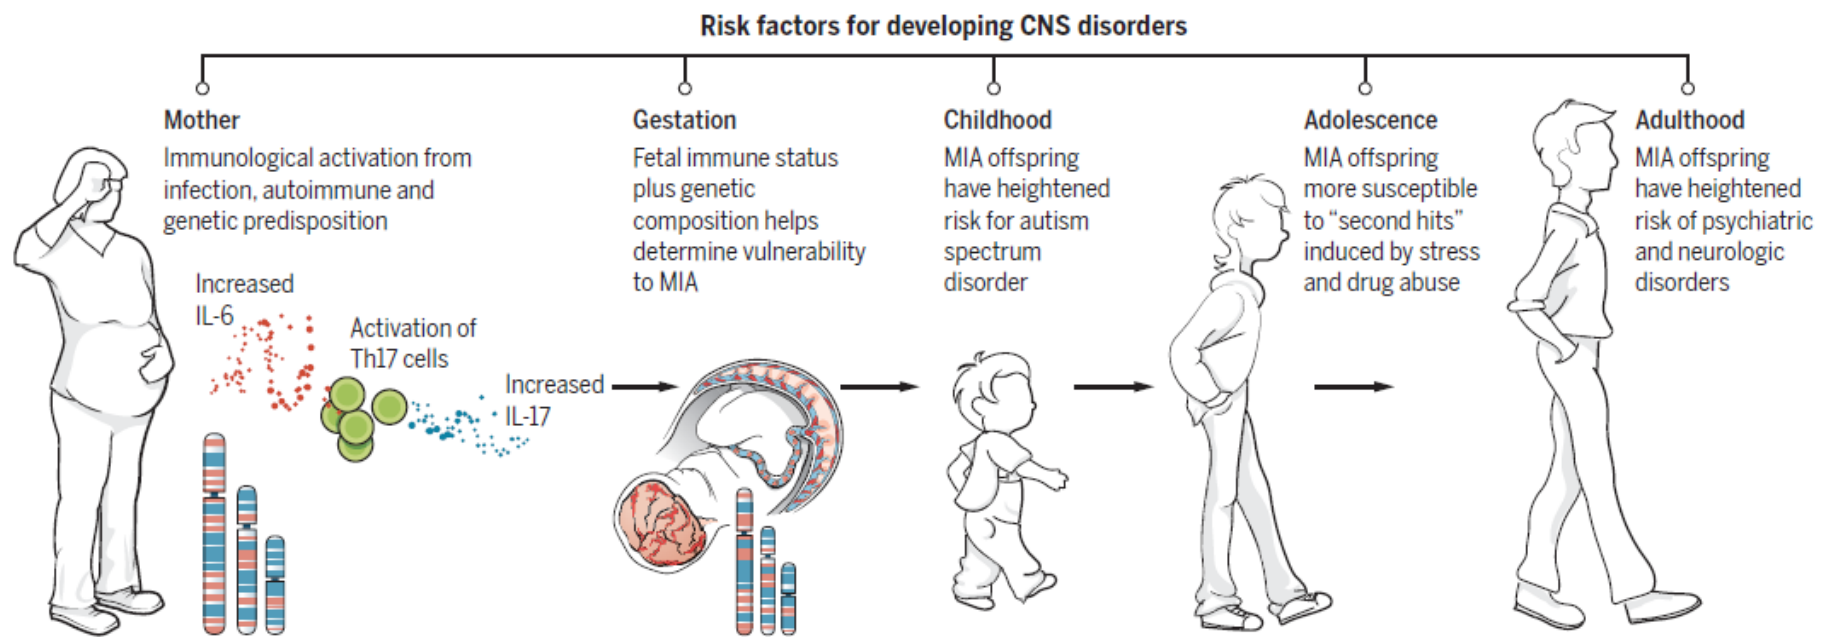 Risk factors for developing CNS disorders
Mother
Immunological activation from
infection, autoimmune and
genetic predisposition
Increased
IL-6
Activation of
Th17 cells
Increased
IL-17
Gestation
Fetal immune status
plus genetic
composition helps
determine vulnerability
to MIA
Childhood
MIA offspring
have heightened
risk for autism
spectrum
disorder
Adolescence
MIA offspring
more susceptible
to “second hits”
induced by stress
and drug abuse
Adulthood
MIA offspring
have heightened
risk of psychiatric
and neurologic
disorders